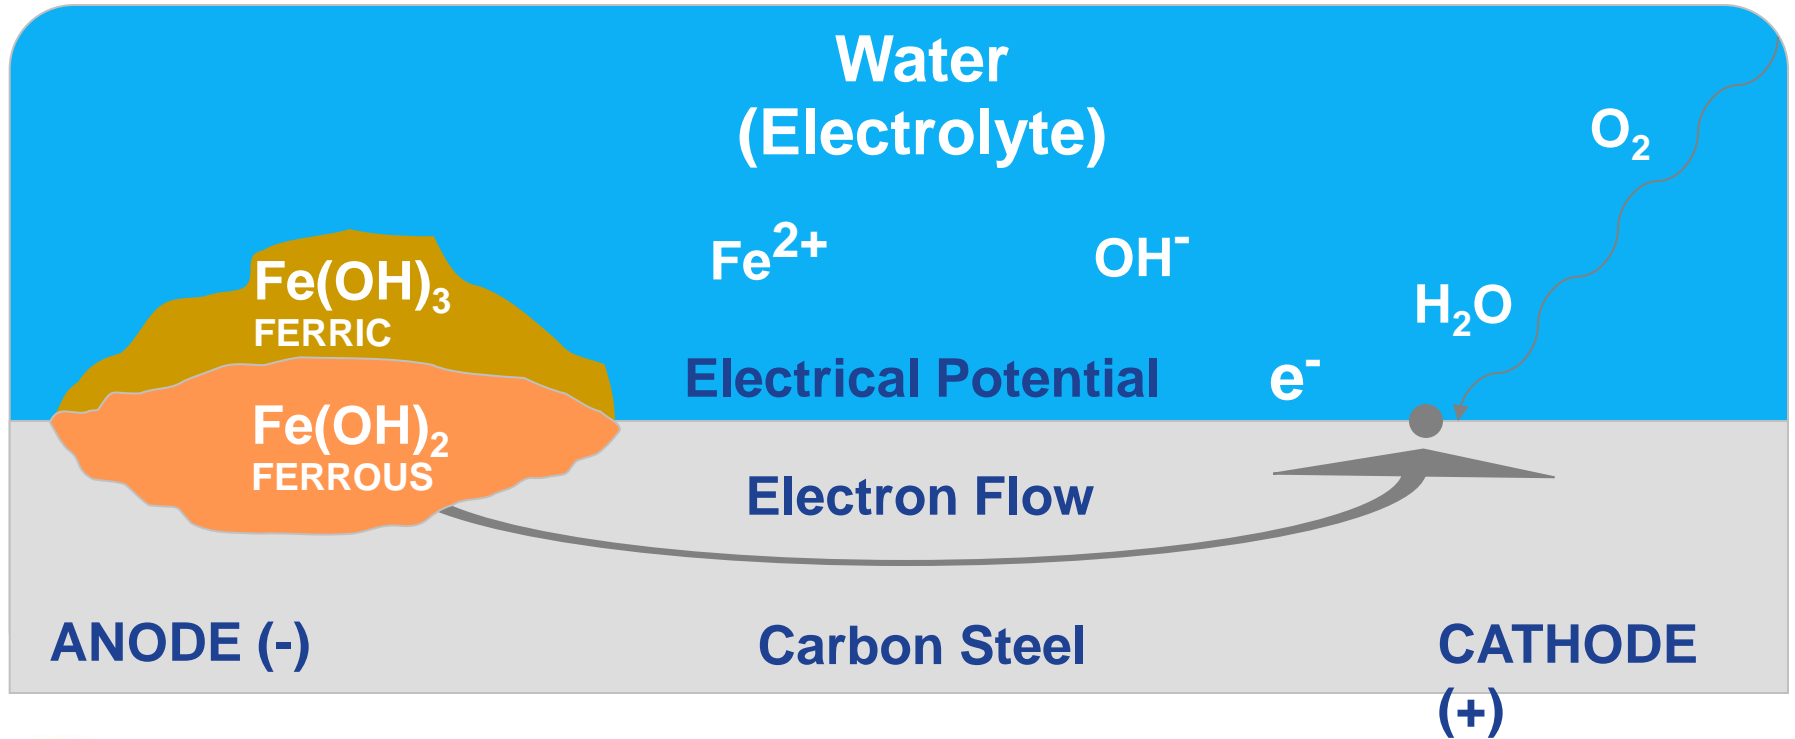 Water
(Electrolyte)
O₂
Fe²⁺
OH⁻
Fe(OH)₃
FERRIC
H₂O
Electrical Potential
e⁻
Fe(OH)₂
FERROUS
Electron Flow
ANODE (-)
Carbon Steel
CATHODE
(+)